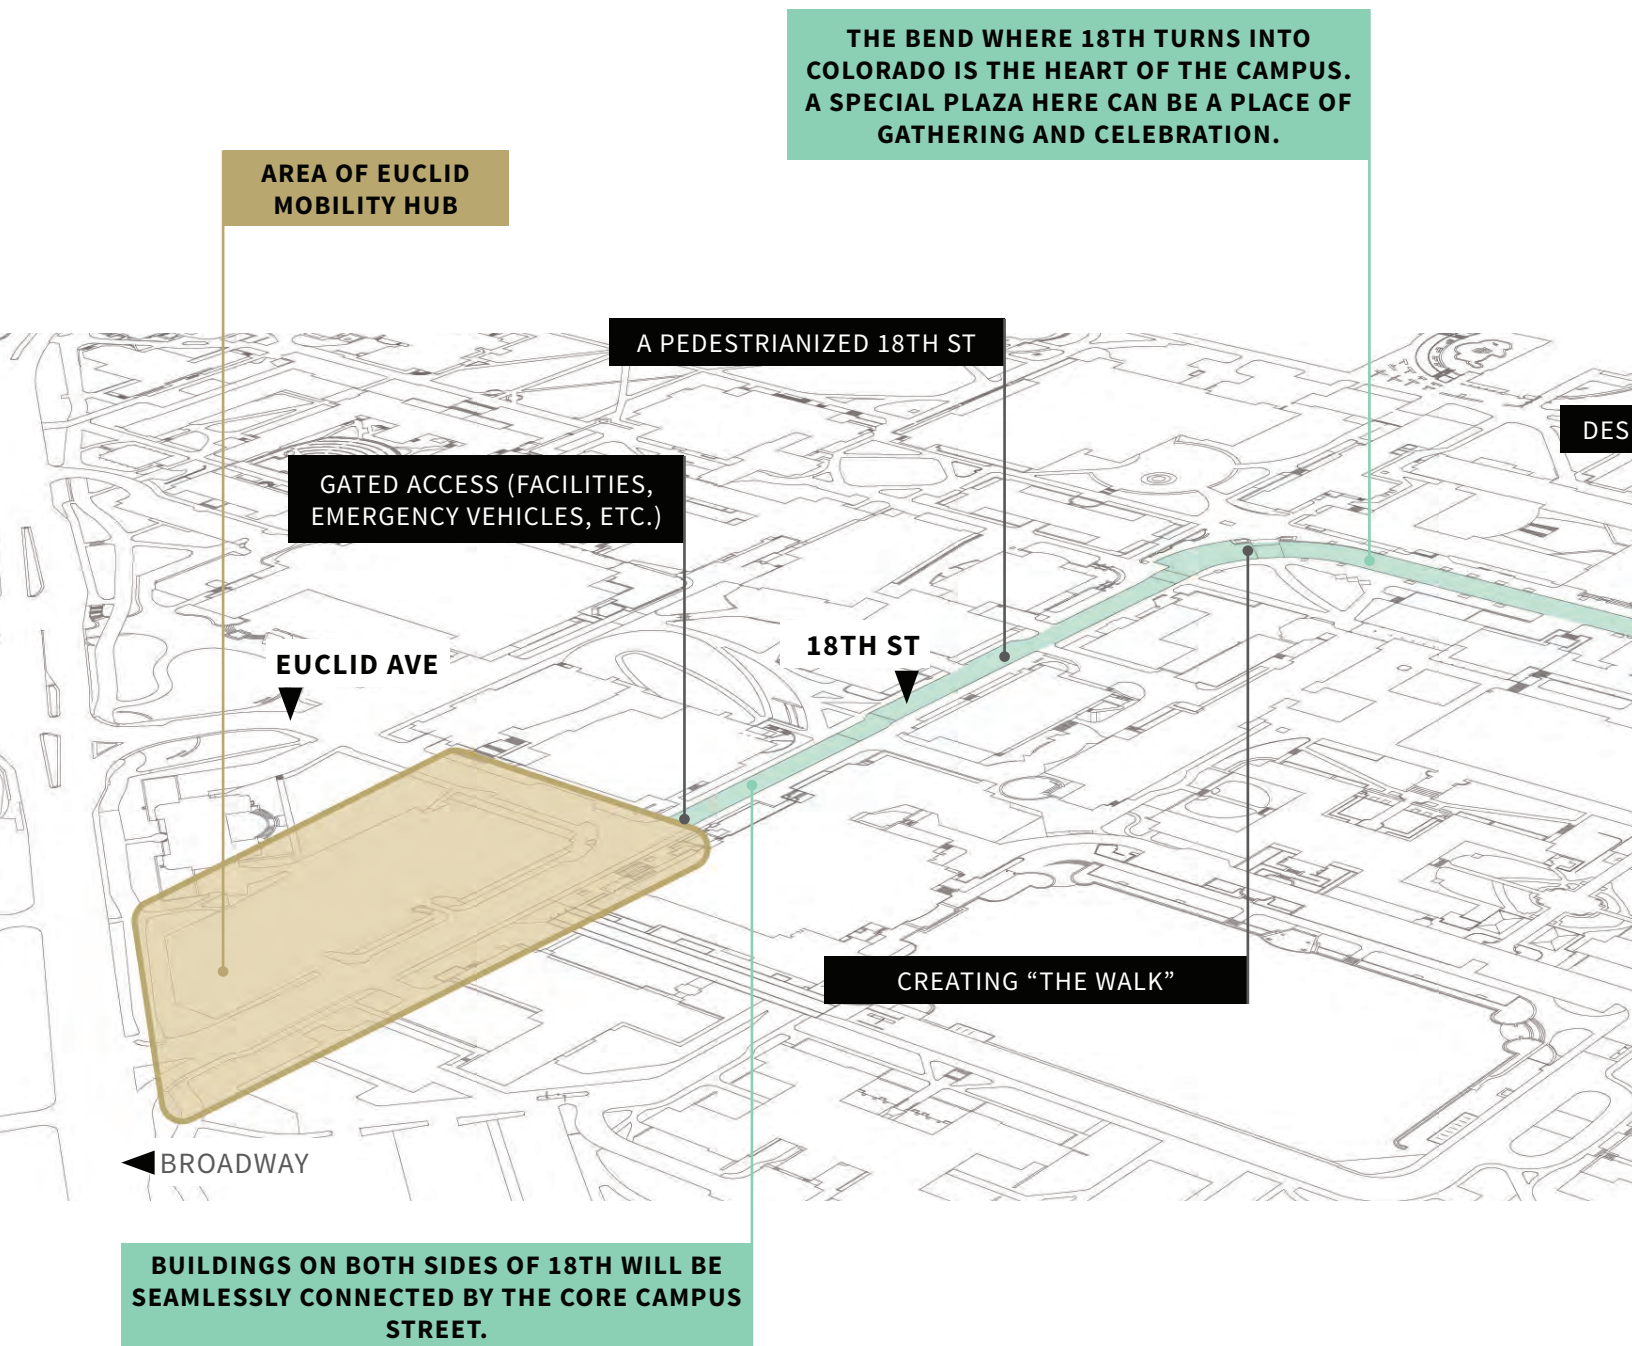 THE BEND WHERE 18TH TURNS INTO
COLORADO IS THE HEART OF THE CAMPUS.
A SPECIAL PLAZA HERE CAN BE A PLACE OF
GATHERING AND CELEBRATION.
AREA OF EUCLID
MOBILITY HUB
A PEDESTRIANIZED 18TH ST
DES
GATED ACCESS (FACILITIES,
EMERGENCY VEHICLES, ETC.)
18TH ST
EUCLID AVE
CREATING “THE WALK”
BROADWAY
BUILDINGS ON BOTH SIDES OF 18TH WILL BE
SEAMLESSLY CONNECTED BY THE CORE CAMPUS
STREET.